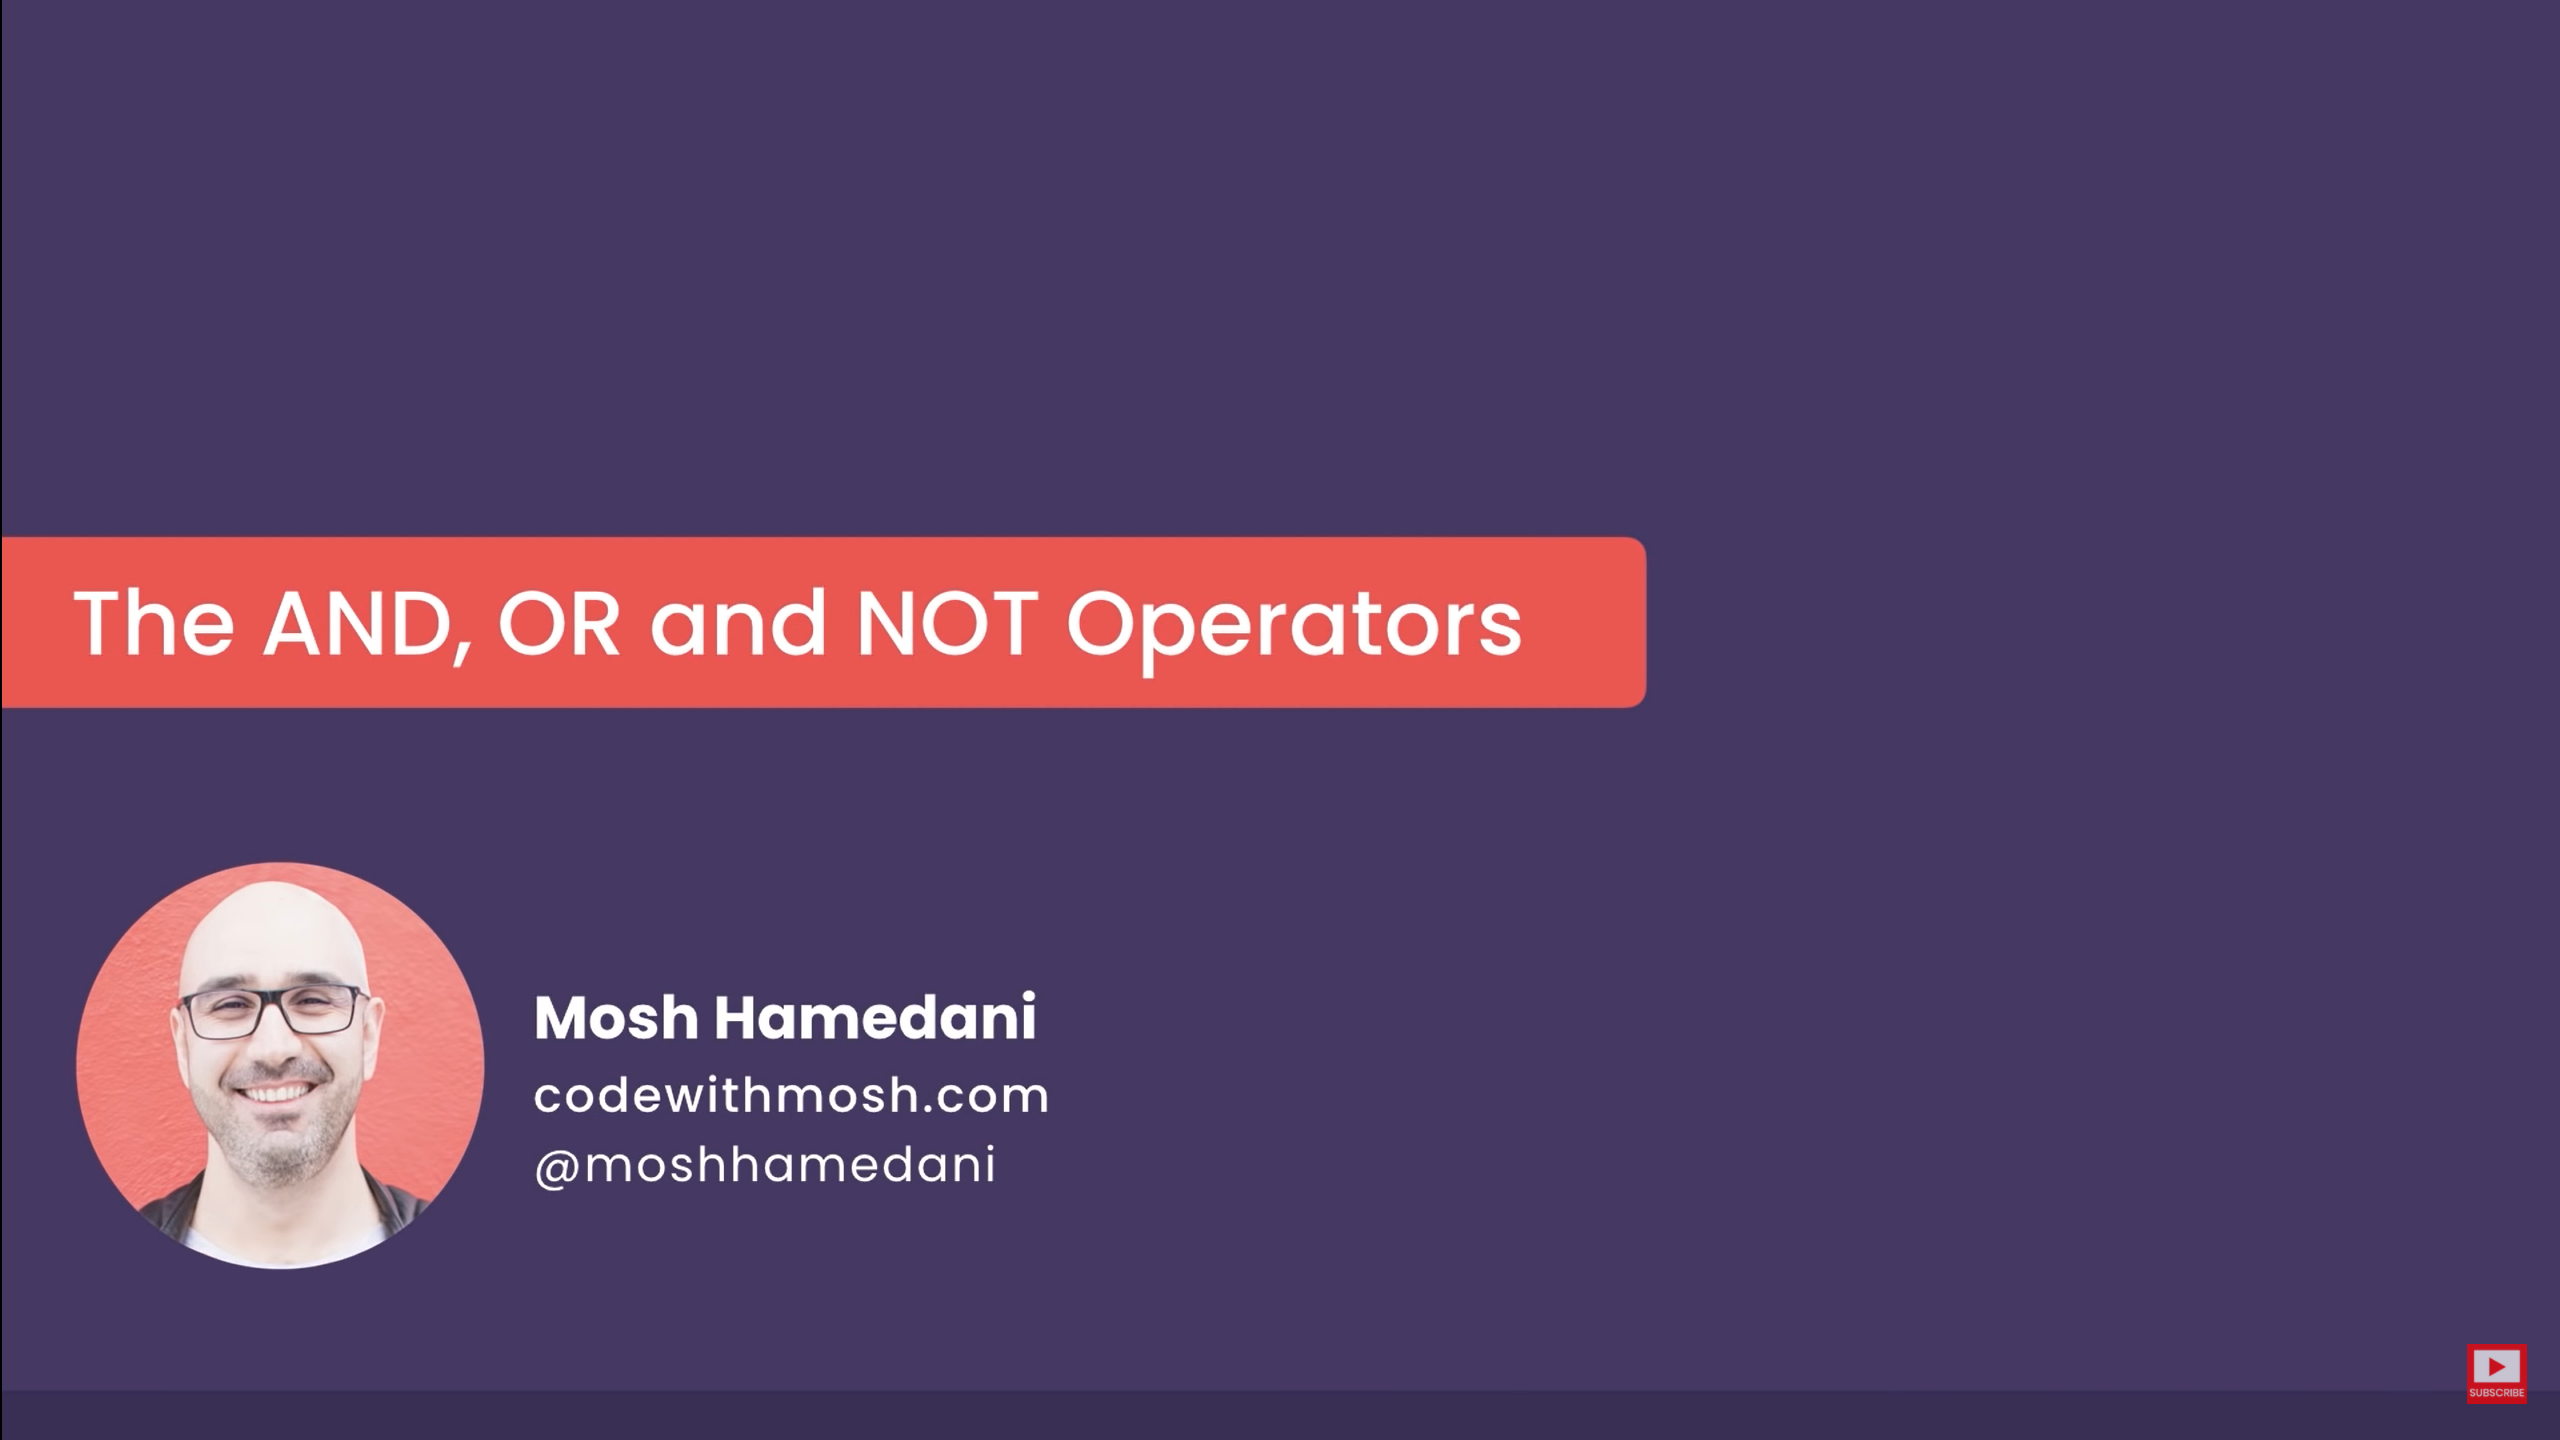 The AND, OR and NOT Operators
Mosh Hamedani
codewithmosh.com
@moshhamedani
SUBSCRIBE